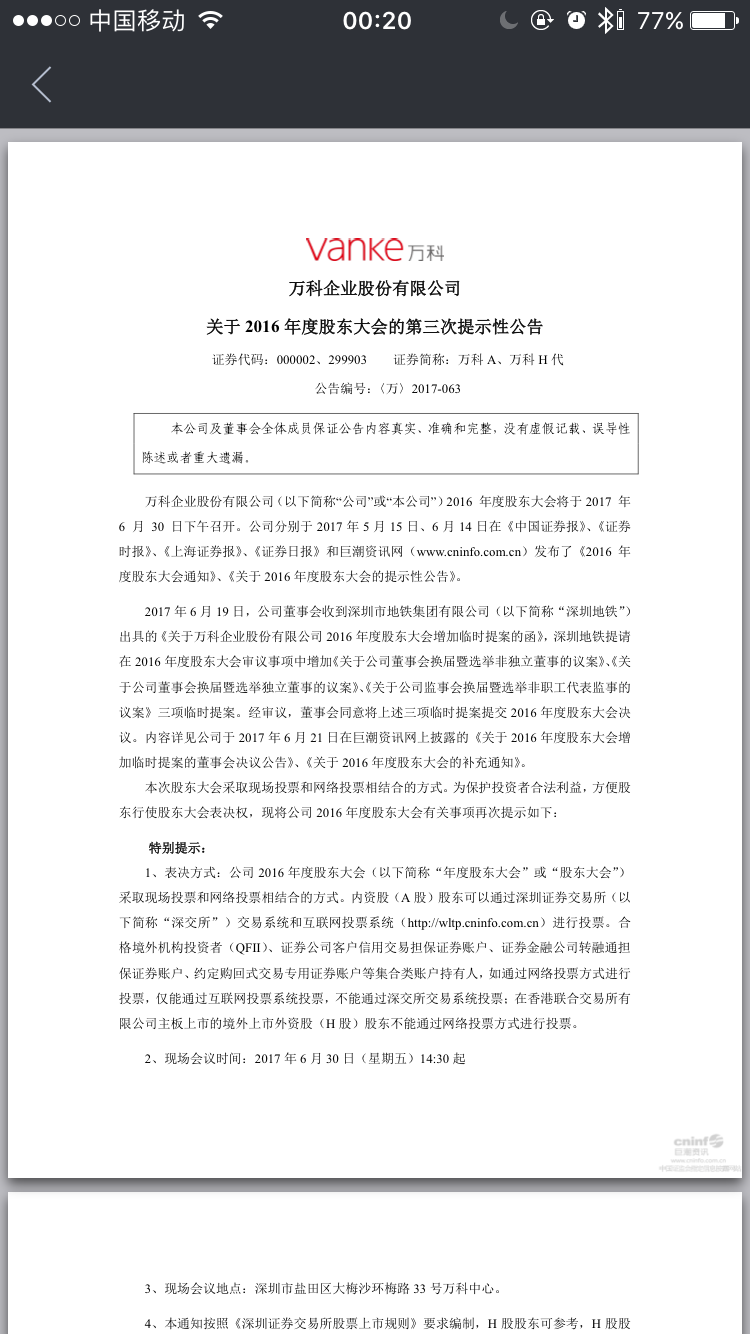 中国移动 00:20 77%
vanke万科
万科企业股份有限公司
关于 2016 年度股东大会的第三次提示性公告
证券代码：000002、299903 证券简称：万科 A、万科 H 代
公告编号：〈万〉2017-063
本公司及董事会全体成员保证公告内容真实、准确和完整，没有虚假记载、误导性
陈述或者重大遗漏。
万科企业股份有限公司（以下简称“公司”或“本公司”）2016 年度股东大会将于 2017 年
6 月 30 日下午召开。公司分别于 2017 年 5 月 15 日、6 月 14 日在《中国证券报》、《证券
时报》、《上海证券报》、《证券日报》和巨潮资讯网（www.cninfo.com.cn）发布了《2016 年
度股东大会通知》、《关于 2016 年度股东大会的提示性公告》。
2017 年 6 月 19 日，公司董事会收到深圳市地铁集团有限公司（以下简称“深圳地铁”）
出具的《关于万科企业股份有限公司 2016 年度股东大会增加临时提案的函》，深圳地铁提请
在 2016 年度股东大会审议事项中增加《关于公司董事会换届暨选举非独立董事的议案》、《关
于公司董事会换届暨选举独立董事的议案》、《关于公司监事会换届暨选举非职工代表监事的
议案》三项临时提案。经审议，董事会同意将上述三项临时提案提交 2016 年度股东大会决
议。内容详见公司于 2017 年 6 月 21 日在巨潮资讯网上披露的《关于 2016 年度股东大会增
加临时提案的董事会决议公告》、《关于 2016 年度股东大会的补充通知》。
本次股东大会采取现场投票和网络投票相结合的方式。为保护投资者合法利益，方便股
东行使股东大会表决权，现将公司 2016 年度股东大会有关事项再次提示如下：
特别提示：
1、表决方式：公司 2016 年度股东大会（以下简称“年度股东大会”或“股东大会”）
采取现场投票和网络投票相结合的方式。内资股（A 股）股东可以通过深圳证券交易所（以
下简称“深交所”）交易系统和互联网投票系统（http://wltp.cninfo.com.cn）进行投票。合
格境外机构投资者（QFII）、证券公司客户信用交易担保证券账户、证券金融公司转融通担
保证券账户、约定购回式交易专用证券账户等集合类账户持有人，如通过网络投票方式进行
投票，仅能通过互联网投票系统投票，不能通过深交所交易系统投票；在香港联合交易所有
限公司主板上市的境外上市外资股（H 股）股东不能通过网络投票方式进行投票。
2、现场会议时间：2017 年 6 月 30 日（星期五）14:30 起
cninf
巨潮资讯
www.cninfo.com.cn
3、现场会议地点：深圳市盐田区大梅沙环梅路 33 号万科中心。
4、本通知按照《深圳证券交易所股票上市规则》要求编制，H 股股东可参考，H 股股